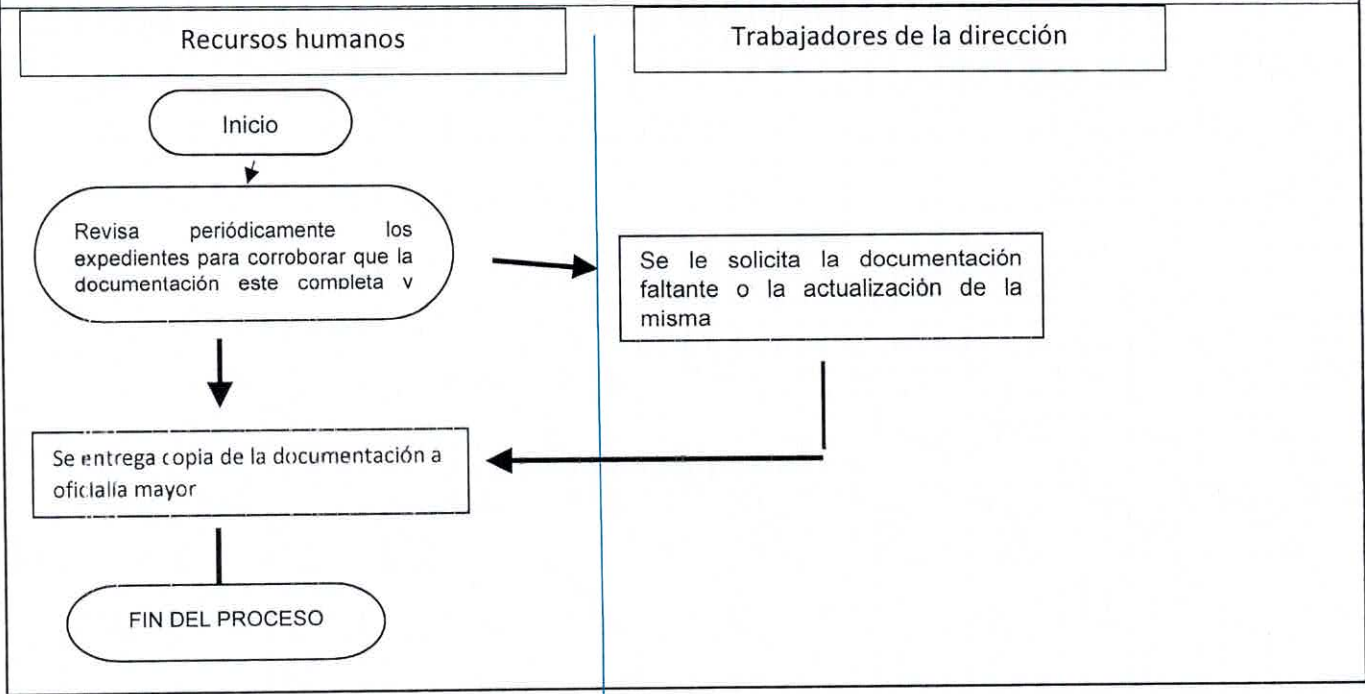 Recursos humanos
Trabajadores de la dirección
Inicio
Revisa periódicamente los
expedientes para corroborar que la
documentación este completa y
Se le solicita la documentación
faltante o la actualización de la
misma
Se entrega copia de la documentación a
oficialía mayor
FIN DEL PROCESO